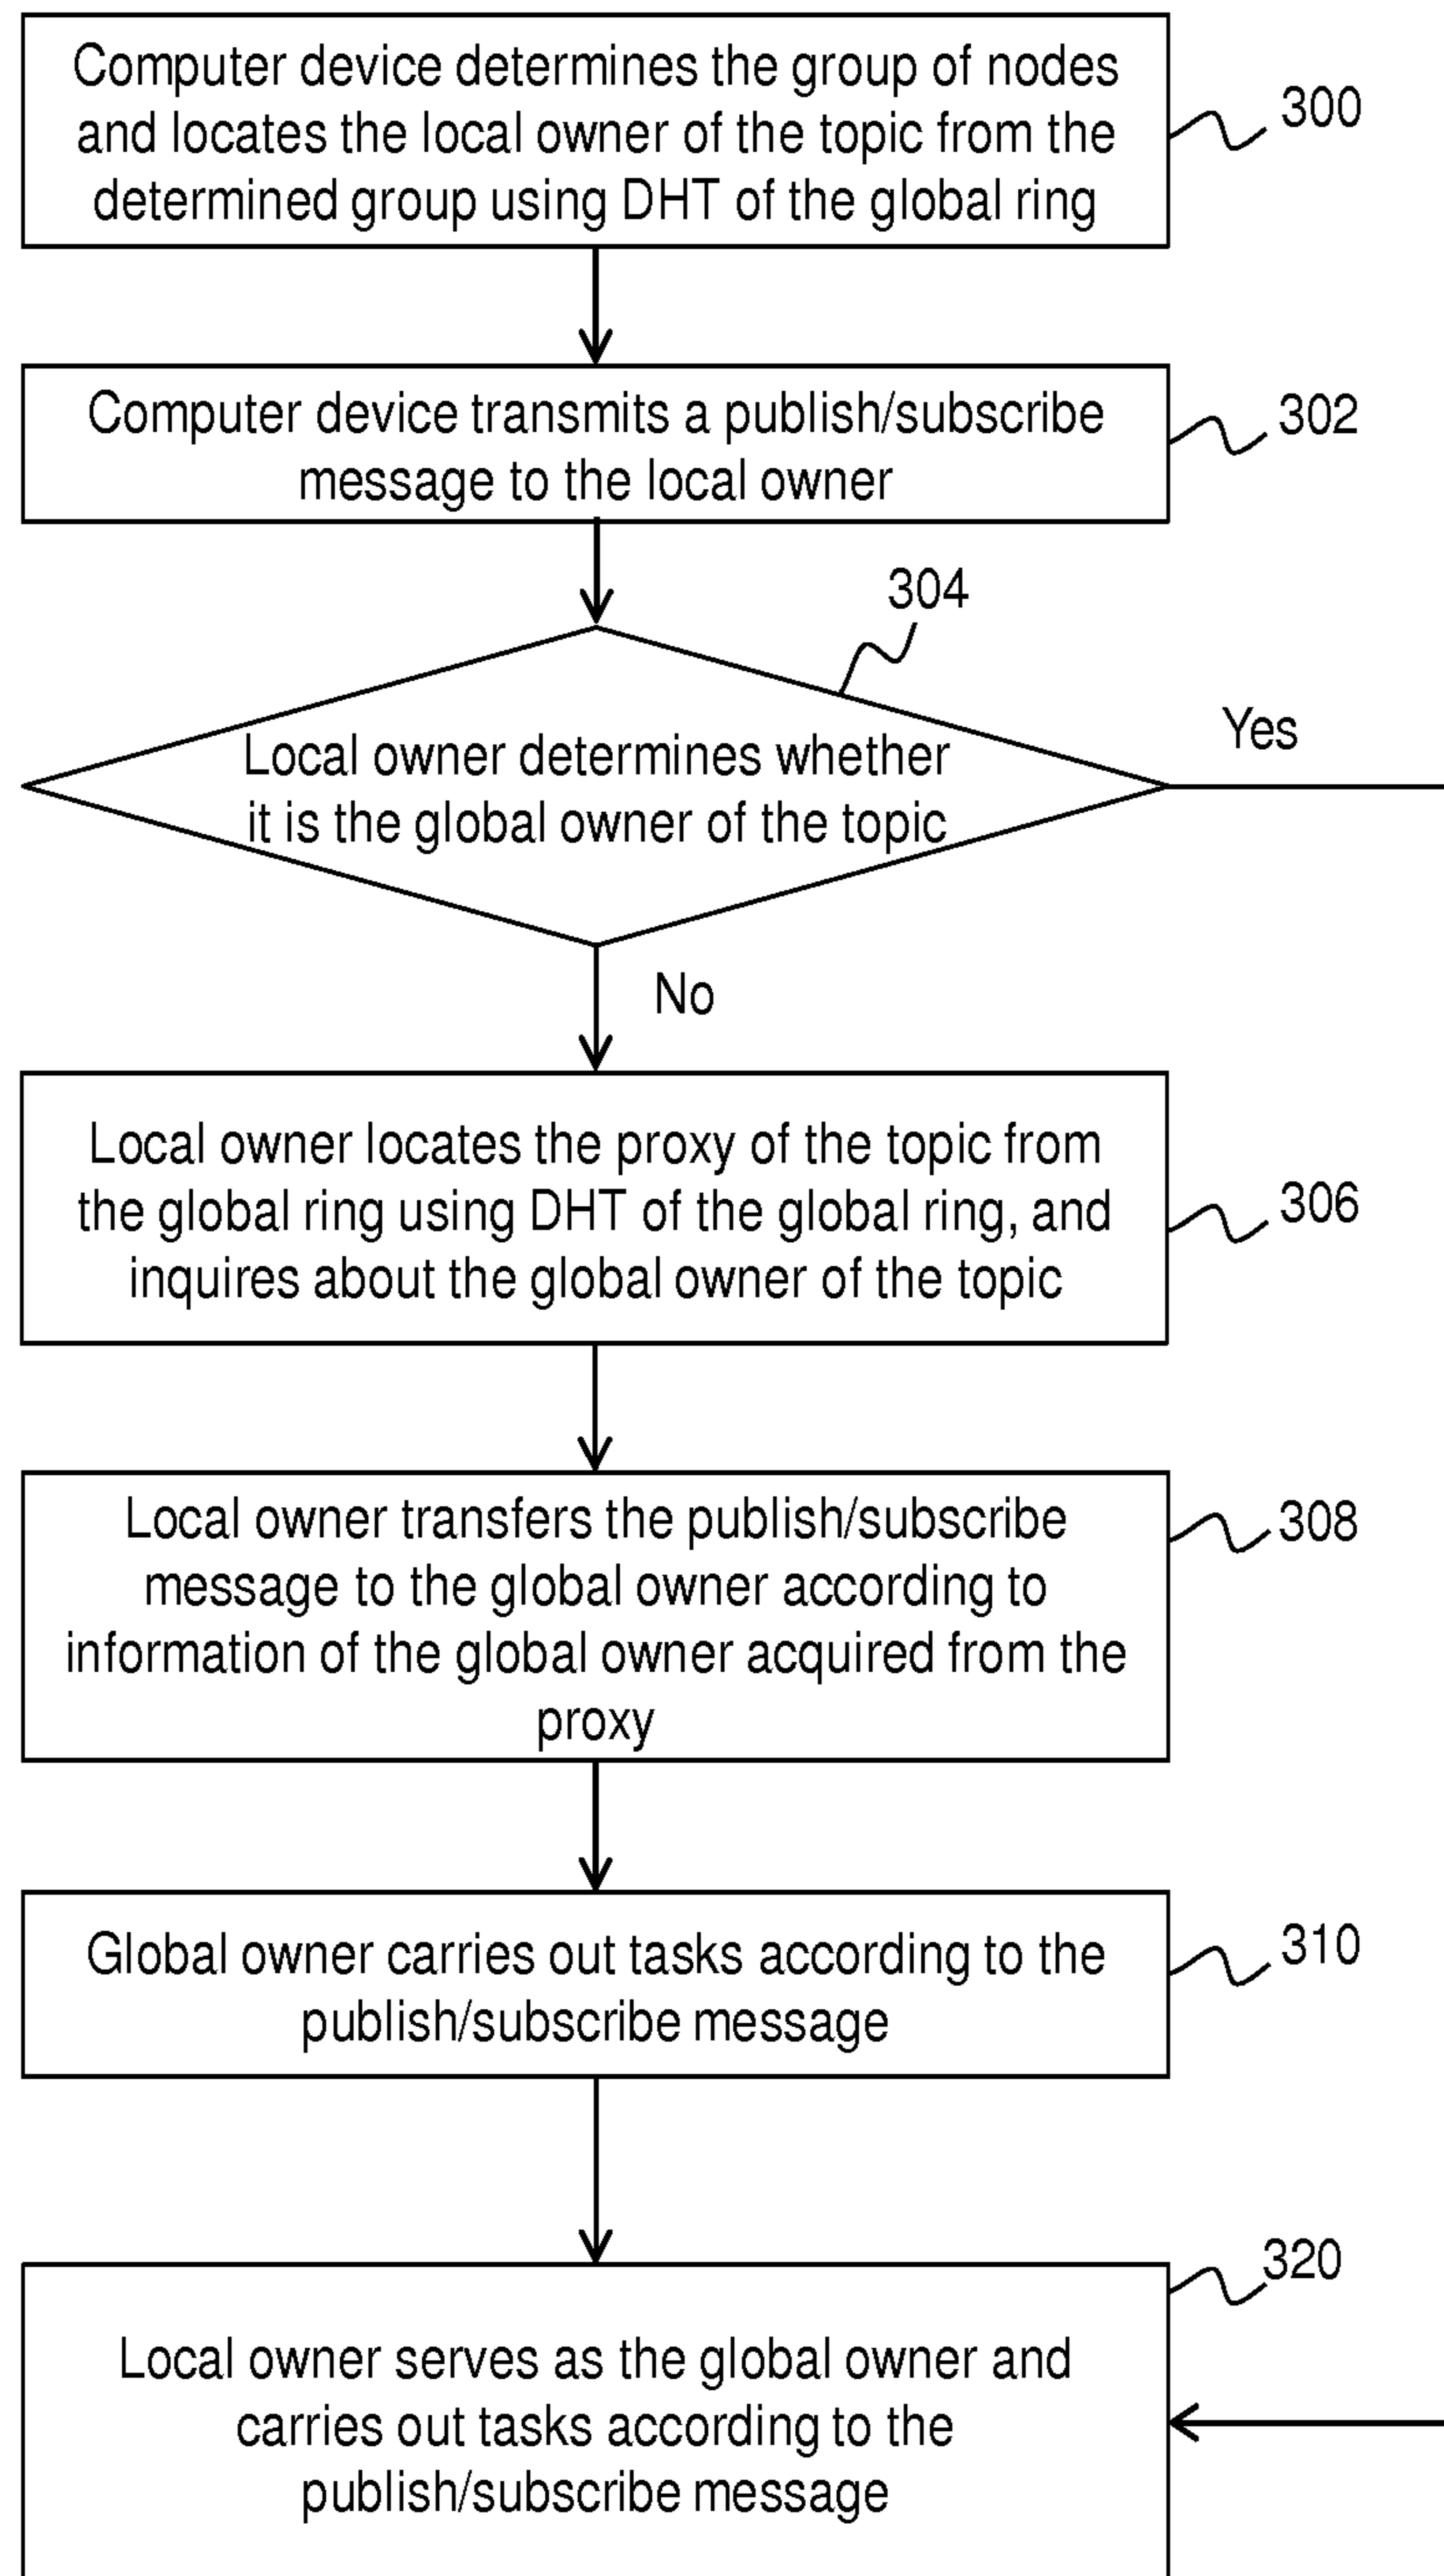 Computer device determines the group of nodes
and locates the local owner of the topic from the
determined group using DHT of the global ring
300
Computer device transmits a publish/subscribe
message to the local owner
302
304
Local owner determines whether
it is the global owner of the topic
Yes
No
Local owner locates the proxy of the topic from
the global ring using DHT of the global ring, and
inquires about the global owner of the topic
306
Local owner transfers the publish/subscribe
message to the global owner according to
information of the global owner acquired from the
proxy
308
Global owner carries out tasks according to the
publish/subscribe message
310
320
Local owner serves as the global owner and
carries out tasks according to the
publish/subscribe message